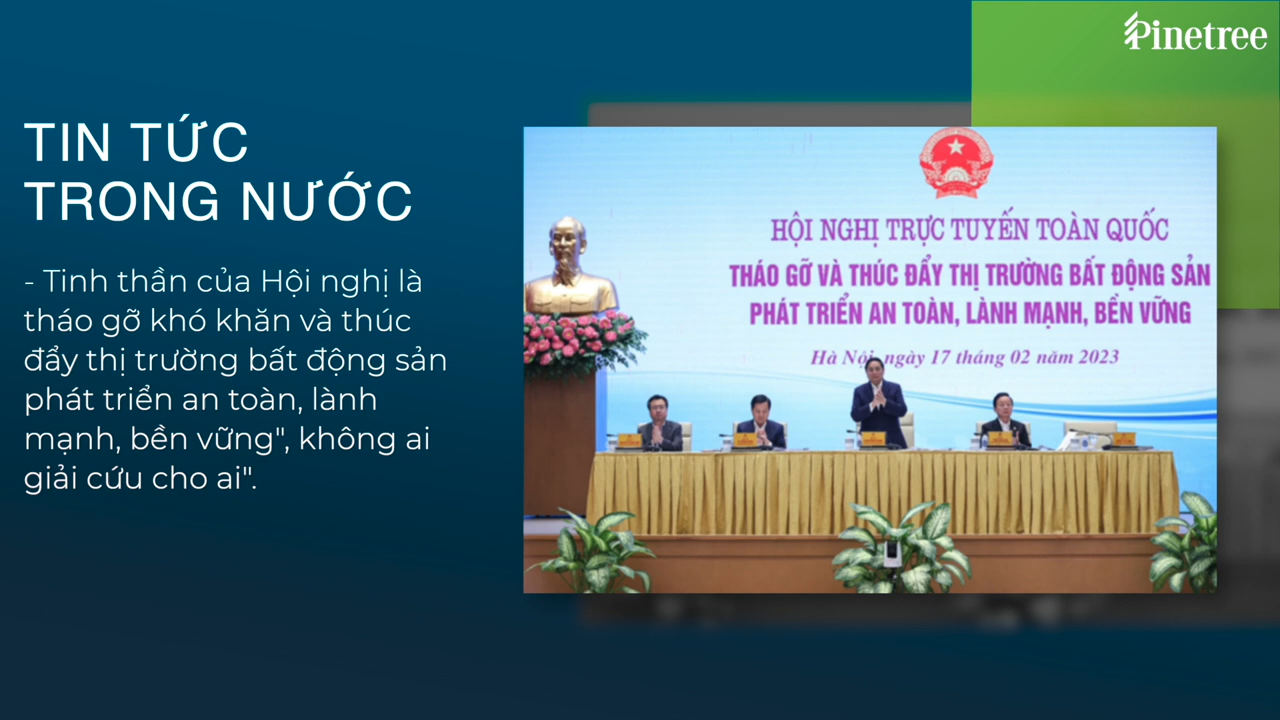 Pinetree
TIN TỨC
TRONG NƯỚC
- Tinh thần của Hội nghị là
tháo gỡ khó khăn và thúc
đẩy thị trường bất động sản
phát triển an toàn, lành
mạnh, bền vững", không ai
giải cứu cho ai".
HỘI NGHỊ TRỰC TUYẾN TOÀN QUỐC
THÁO GỠ VÀ THÚC ĐẨY THỊ TRƯỜNG BẤT ĐỘNG SẢN
PHÁT TRIỂN AN TOÀN, LÀNH MẠNH, BỀN VỮNG
Hà Nội, ngày 17 tháng 02 năm 2023